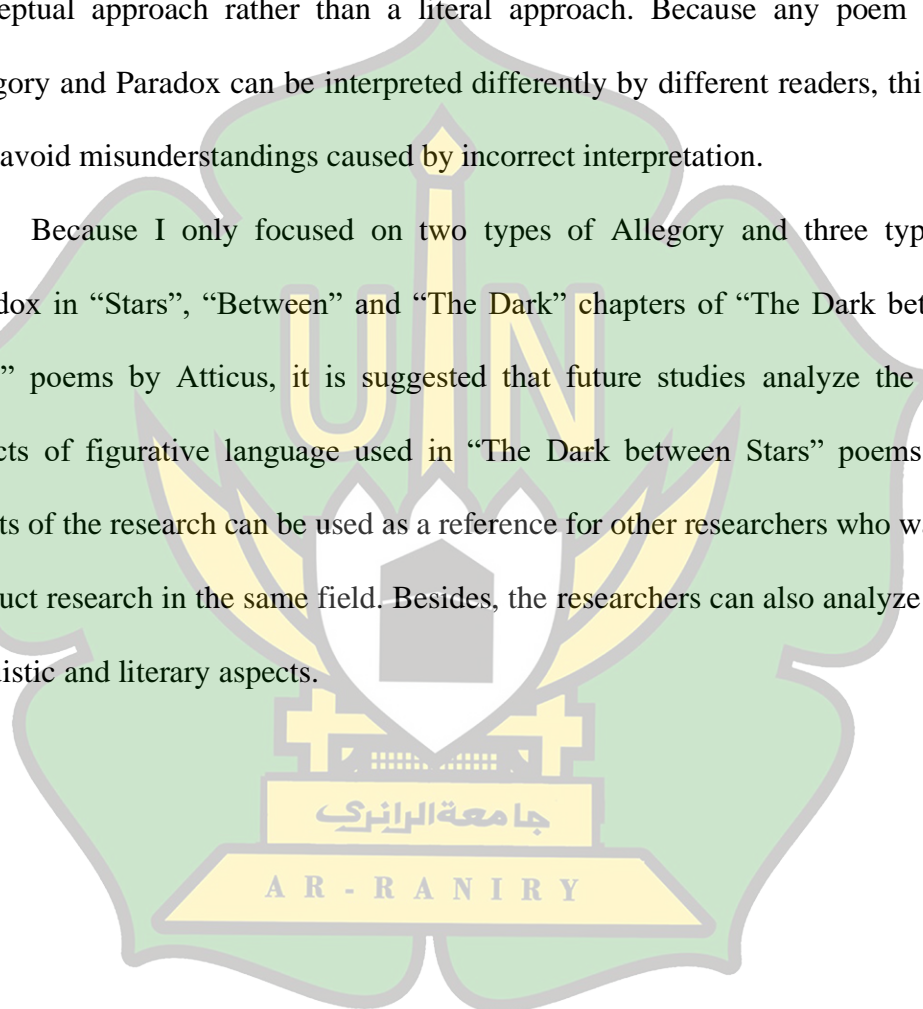 eptual approach rather than a literal approach. Because any poem
gory and Paradox can be interpreted differently by different readers, thi
avoid misunderstandings caused by incorrect interpretation.
Because I only focused on two types of Allegory and three typ
dox in “Stars”, “Between” and “The Dark” chapters of “The Dark bet
” poems by Atticus, it is suggested that future studies analyze the
cts of figurative language used in “The Dark between Stars” poems
ts of the research can be used as a reference for other researchers who w
uct research in the same field. Besides, the researchers can also analyze
uistic and literary aspects.
UIN
جامعة الرانري
AR-RANIRY